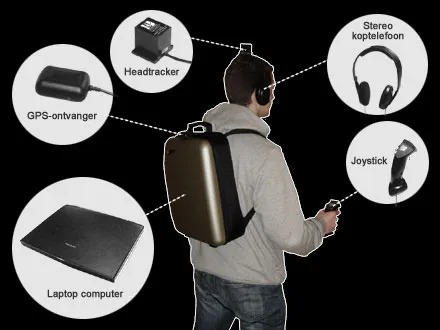 Headtracker
Stereo
koptelefoon
GPS-ontvanger
Joystick
Laptop computer